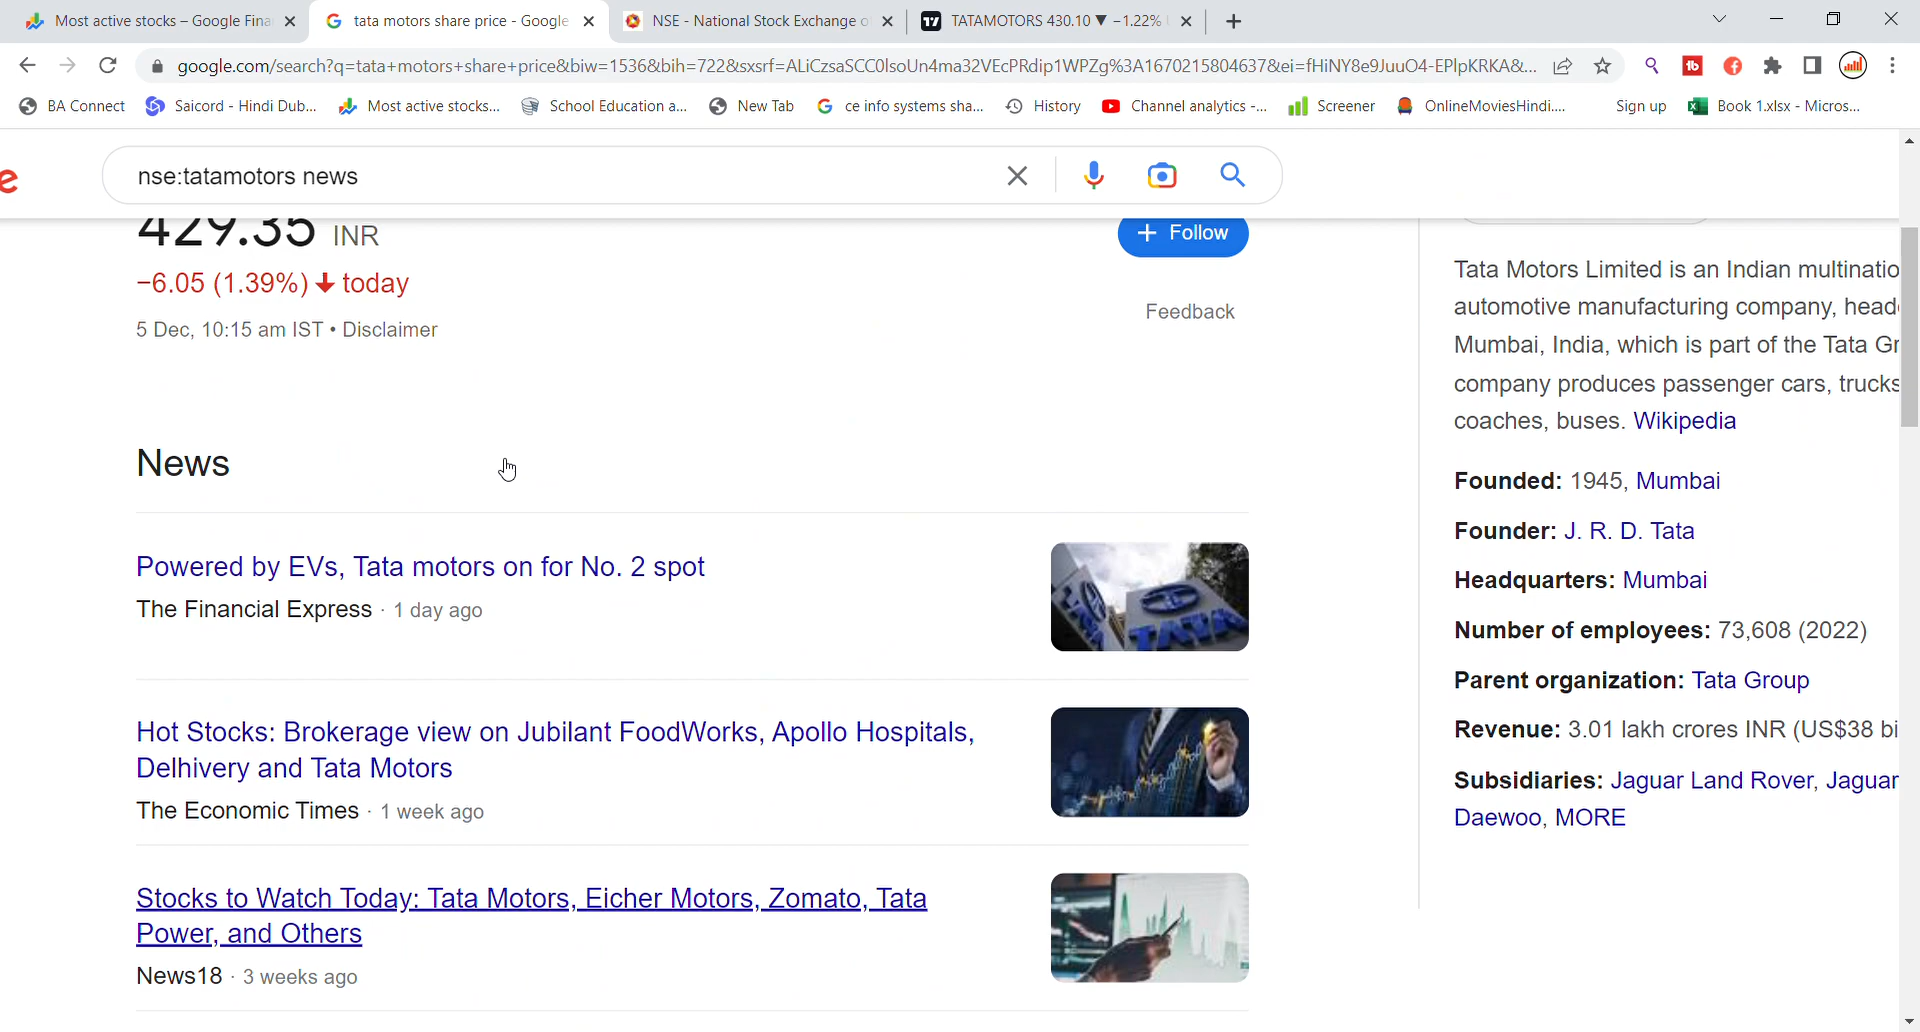 Most active stocks – Google Fina
tata motors share price - Google
NSE - National Stock Exchange o
TATAMOTORS 430.10 ▼ −1.22%
google.com/search?q=tata+motors+share+price&biw=1536&bih=722&sxsrf=ALiCzsaSCC0lsoUn4ma32VEcPRdip1WPZg%3A1670215804637&ei=fHiNY8e9JuuO4-EPlpKRKA&...
BA Connect
Saicord - Hindi Dub...
Most active stocks...
School Education a...
New Tab
ce info systems sha...
History
Channel analytics -...
Screener
OnlineMoviesHindi....
Sign up
Book 1.xlsx - Micros...
e
nse:tatamotors news
429.35 INR
+ Follow
−6.05 (1.39%) ↓ today
Feedback
5 Dec, 10:15 am IST • Disclaimer
News
Powered by EVs, Tata motors on for No. 2 spot
The Financial Express · 1 day ago
TATA
Hot Stocks: Brokerage view on Jubilant FoodWorks, Apollo Hospitals,
Delhivery and Tata Motors
The Economic Times · 1 week ago
Stocks to Watch Today: Tata Motors, Eicher Motors, Zomato, Tata
Power, and Others
News18 · 3 weeks ago
Tata Motors Limited is an Indian multinatio
automotive manufacturing company, head
Mumbai, India, which is part of the Tata Gr
company produces passenger cars, trucks
coaches, buses. Wikipedia
Founded: 1945, Mumbai
Founder: J. R. D. Tata
Headquarters: Mumbai
Number of employees: 73,608 (2022)
Parent organization: Tata Group
Revenue: 3.01 lakh crores INR (US$38 bi
Subsidiaries: Jaguar Land Rover, Jaguar
Daewoo, MORE